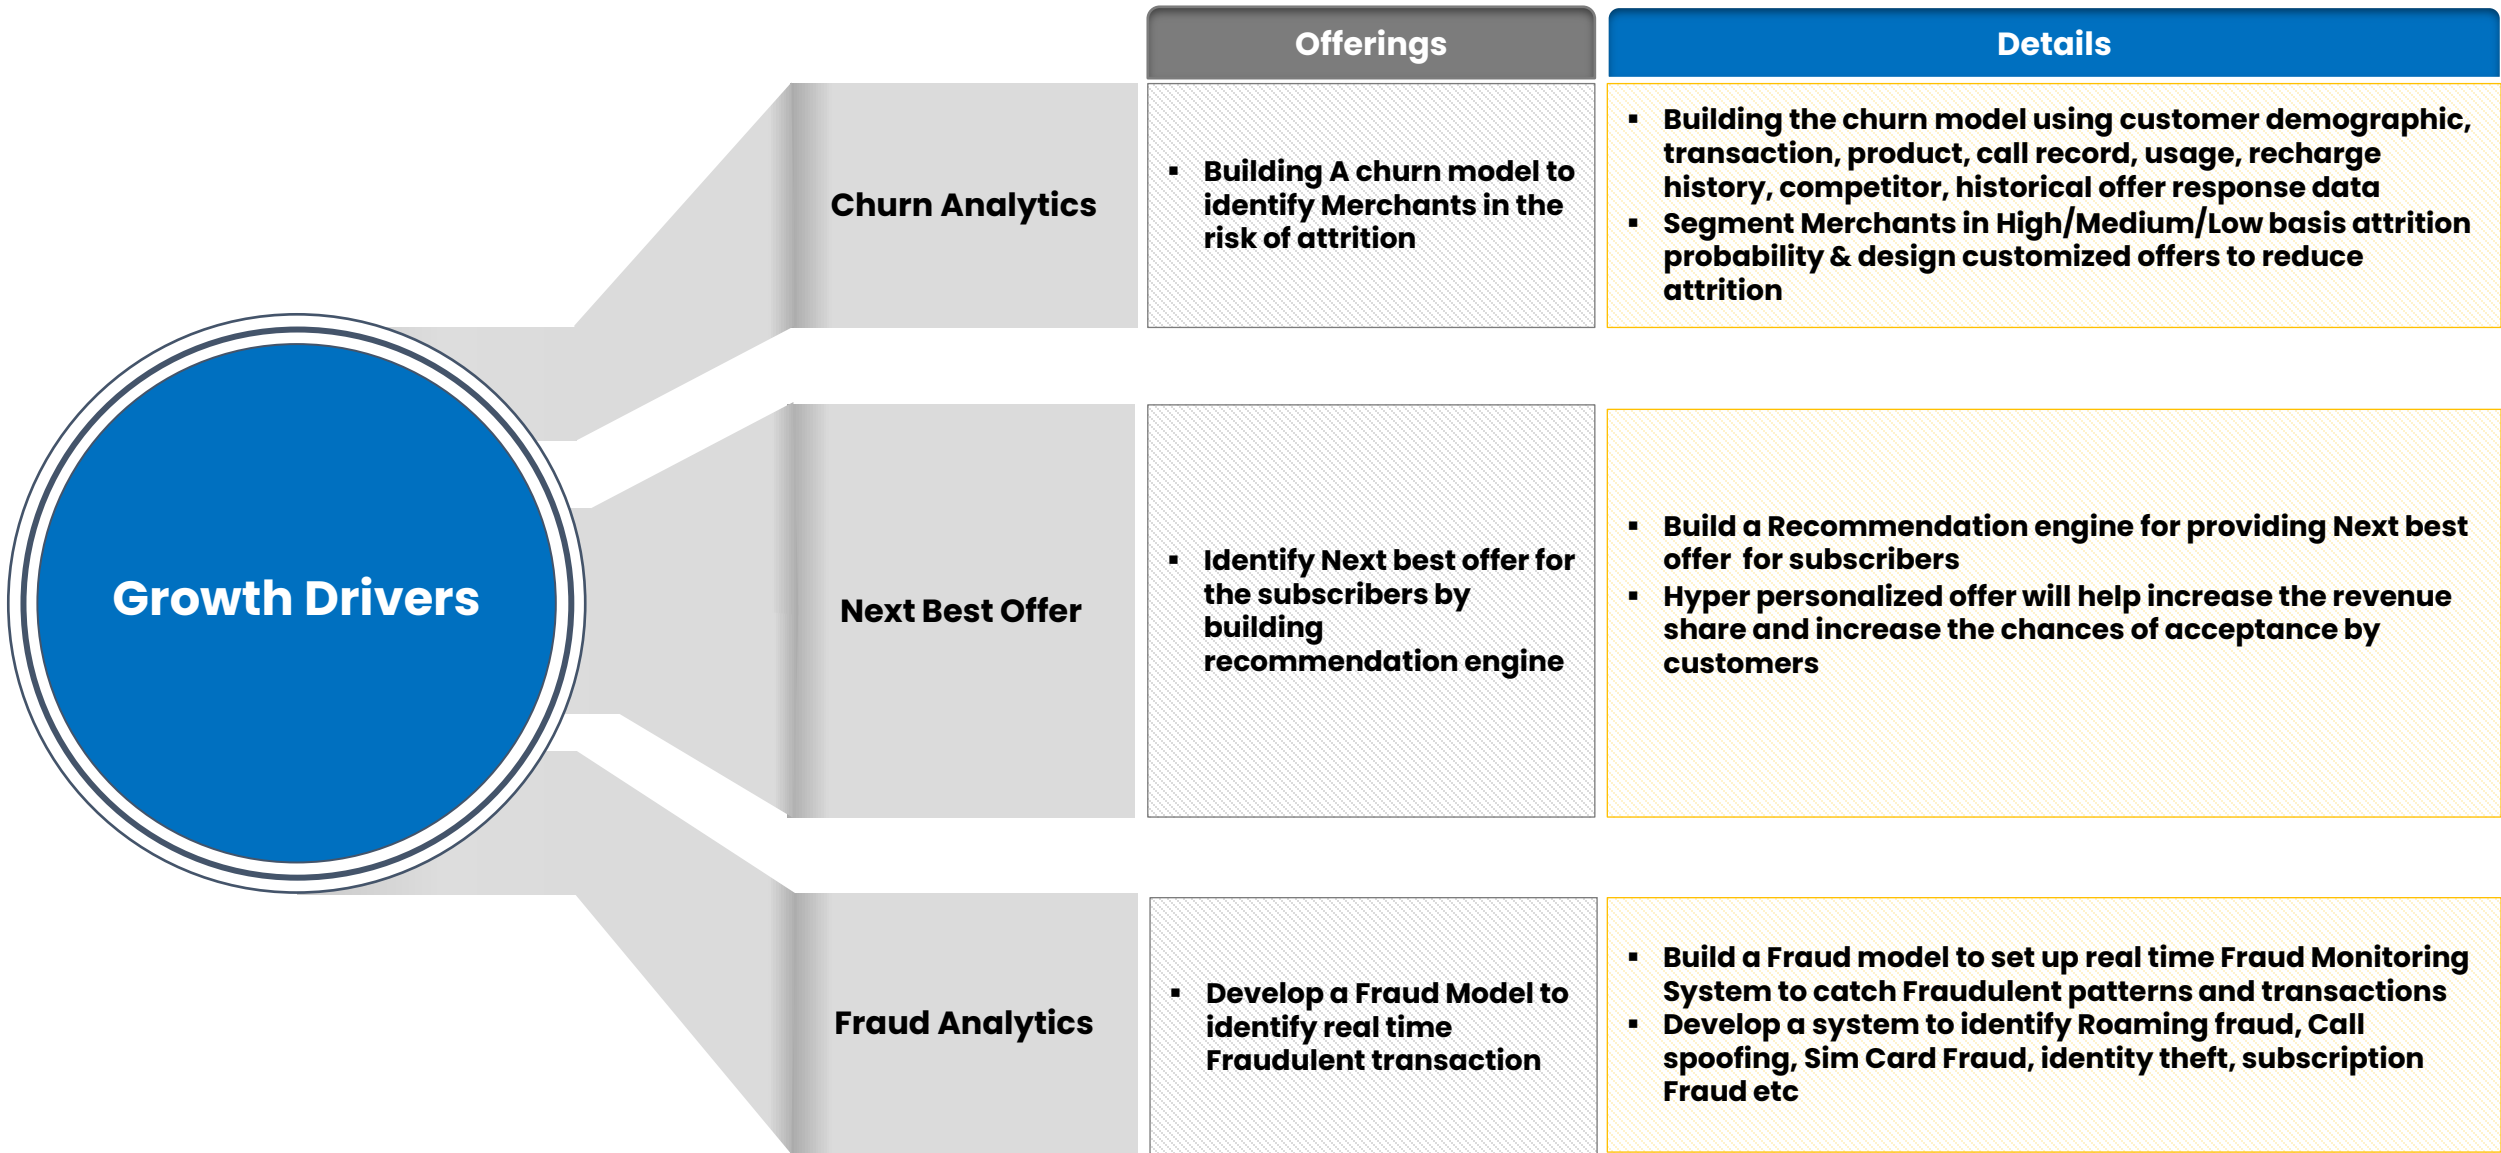 Offerings
Details
Growth Drivers
Churn Analytics
▪ Building A churn model to
identify Merchants in the
risk of attrition
▪ Building the churn model using customer demographic,
transaction, product, call record, usage, recharge
history, competitor, historical offer response data
▪ Segment Merchants in High/Medium/Low basis attrition
probability & design customized offers to reduce
attrition
Next Best Offer
▪ Identify Next best offer for
the subscribers by
building
recommendation engine
▪ Build a Recommendation engine for providing Next best
offer  for subscribers
▪ Hyper personalized offer will help increase the revenue
share and increase the chances of acceptance by
customers
Fraud Analytics
▪ Develop a Fraud Model to
identify real time
Fraudulent transaction
▪ Build a Fraud model to set up real time Fraud Monitoring
System to catch Fraudulent patterns and transactions
▪ Develop a system to identify Roaming fraud, Call
spoofing, Sim Card Fraud, identity theft, subscription
Fraud etc